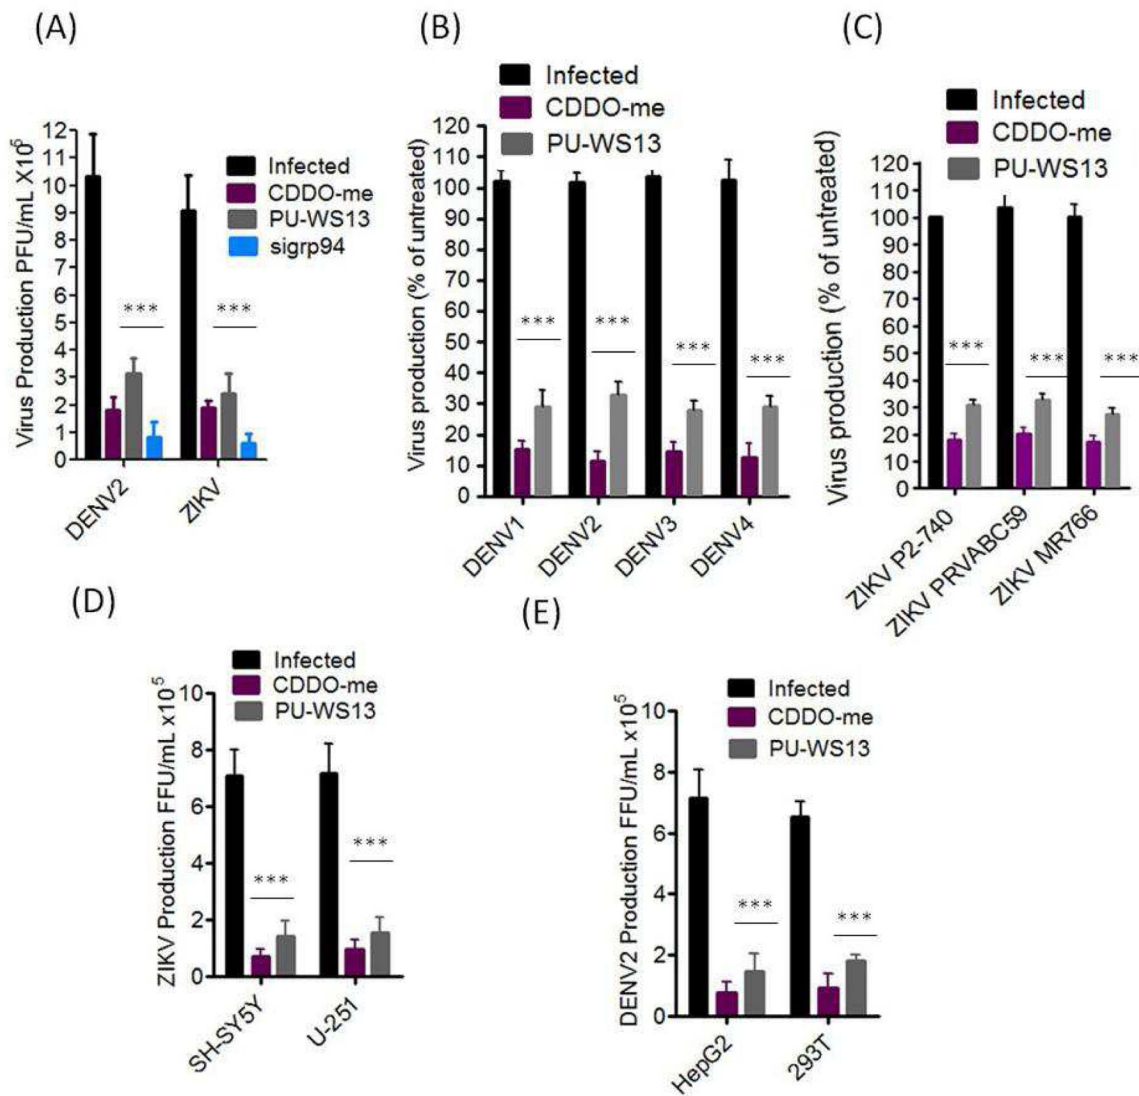 (A)
Virus Production PFU/mL X10⁵
12
11
10
9
8
7
6
5
4
3
2
1
0
Infected
CDDO-me
PU-WS13
sigrp94
***
***
DENV2
ZIKV
(B)
Virus production (% of untreated)
120
110
100
90
80
70
60
50
40
30
20
10
0
Infected
CDDO-me
PU-WS13
***
***
***
***
DENV1
DENV2
DENV3
DENV4
(C)
Virus production (% of untreated)
120
110
100
90
80
70
60
50
40
30
20
10
0
Infected
CDDO-me
PU-WS13
***
***
***
ZIKV P2-740
ZIKV PRVABC59
ZIKV MR766
(D)
ZIKV Production FFU/mL x10⁵
10
8
6
4
2
0
Infected
CDDO-me
PU-WS13
***
***
SH-SY5Y
U-251
(E)
DENV2 Production FFU/mL x10⁵
10
8
6
4
2
0
Infected
CDDO-me
PU-WS13
***
***
HepG2
293T